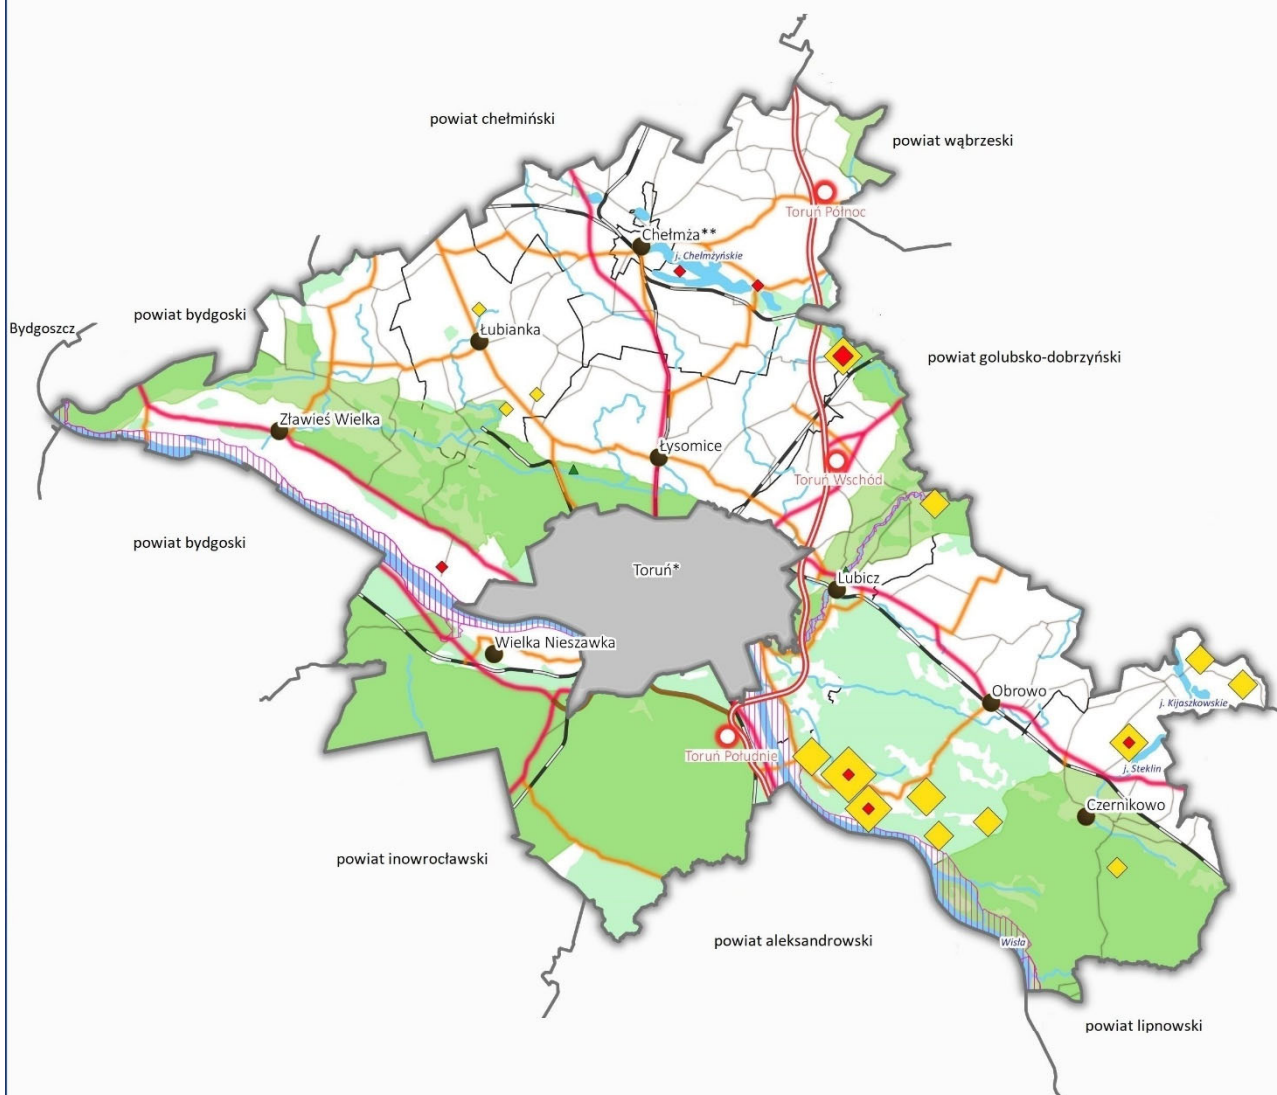 powiat chełmiński
powiat wąbrzeski
Toruń Północ
Chełmża**
j. Chełmżyńskie
powiat bydgoski
Bydgoszcz
Łubianka
powiat golubsko-dobrzyński
Zławieś Wielka
Łysomice
Toruń Wschód
powiat bydgoski
Toruń*
Lubicz
Wielka Nieszawka
Obrowo
j. Kijaszkowskie
Toruń Południe
j. Steklin
Czernikowo
powiat inowrocławski
powiat aleksandrowski
Wisła
powiat lipnowski